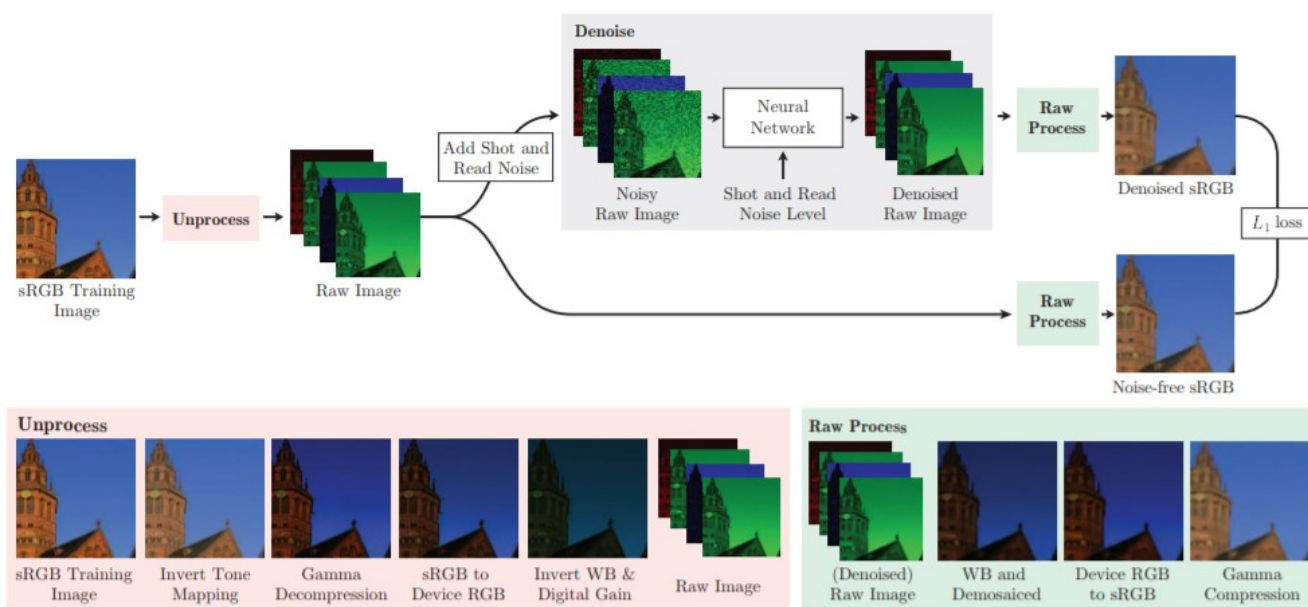 Denoise
Add Shot and
Read Noise
Neural
Network
Raw
Process
Noisy
Raw Image
Shot and Read
Noise Level
Denoised
Raw Image
Denoised sRGB
Unprocess
sRGB Training
Image
Raw Image
L1 loss
Raw
Process
Noise-free sRGB
Unprocess
sRGB Training
Image
Invert Tone
Mapping
Gamma
Decompression
sRGB to
Device RGB
Invert WB &
Digital Gain
Raw Image
Raw Process
(Denoised)
Raw Image
WB and
Demosaiced
Device RGB
to sRGB
Gamma
Compression